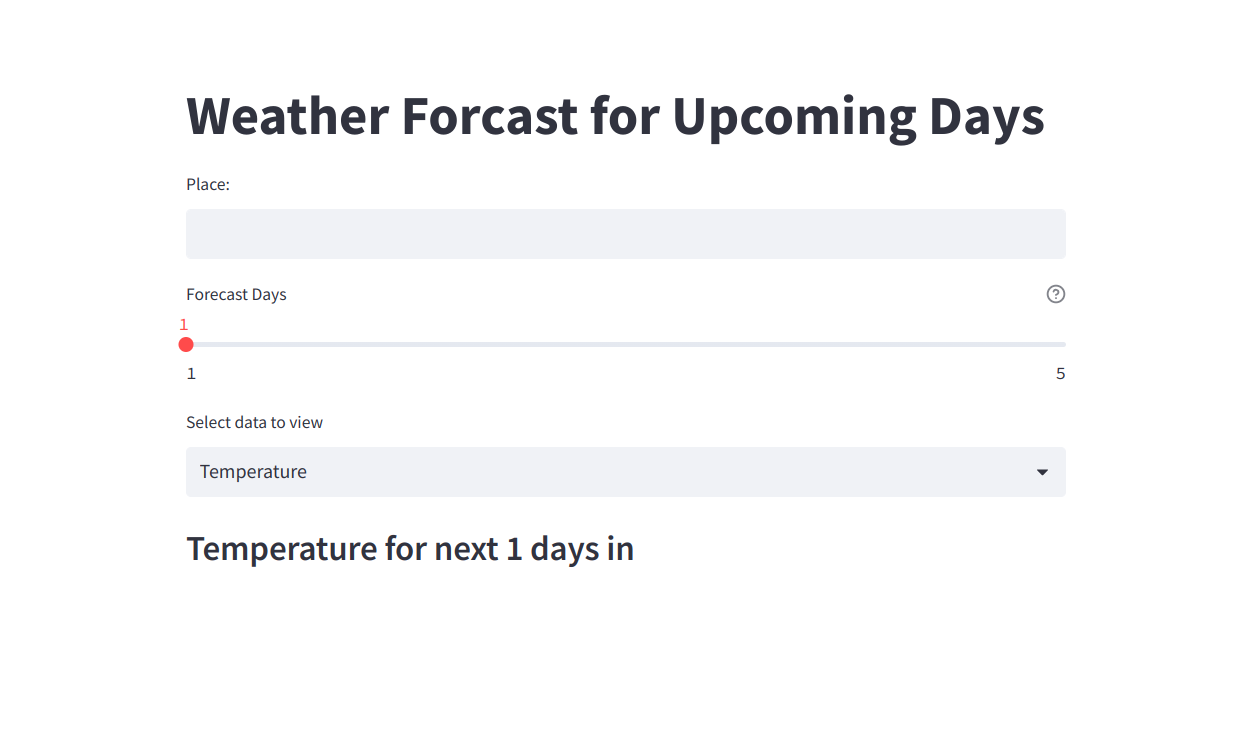 Weather Forcast for Upcoming Days
Place:
Forecast Days
1
1 5
Select data to view
Temperature
Temperature for next 1 days in